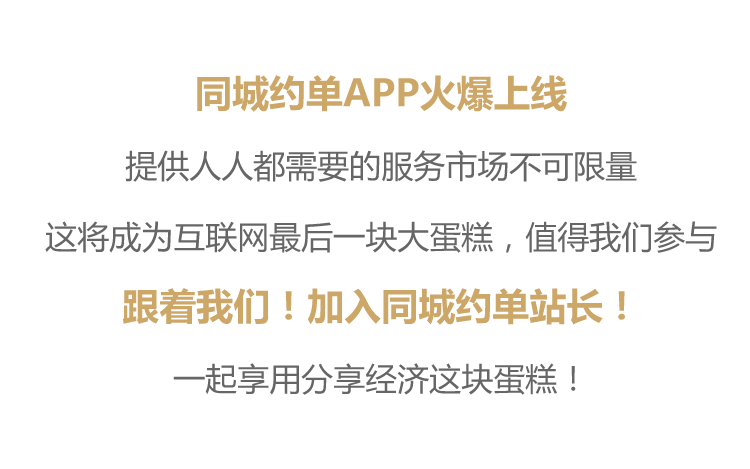 同城约单APP火爆上线
提供人人都需要的服务市场不可限量
这将成为互联网最后一块大蛋糕，值得我们参与
跟着我们！加入同城约单站长！
一起享用分享经济这块蛋糕！